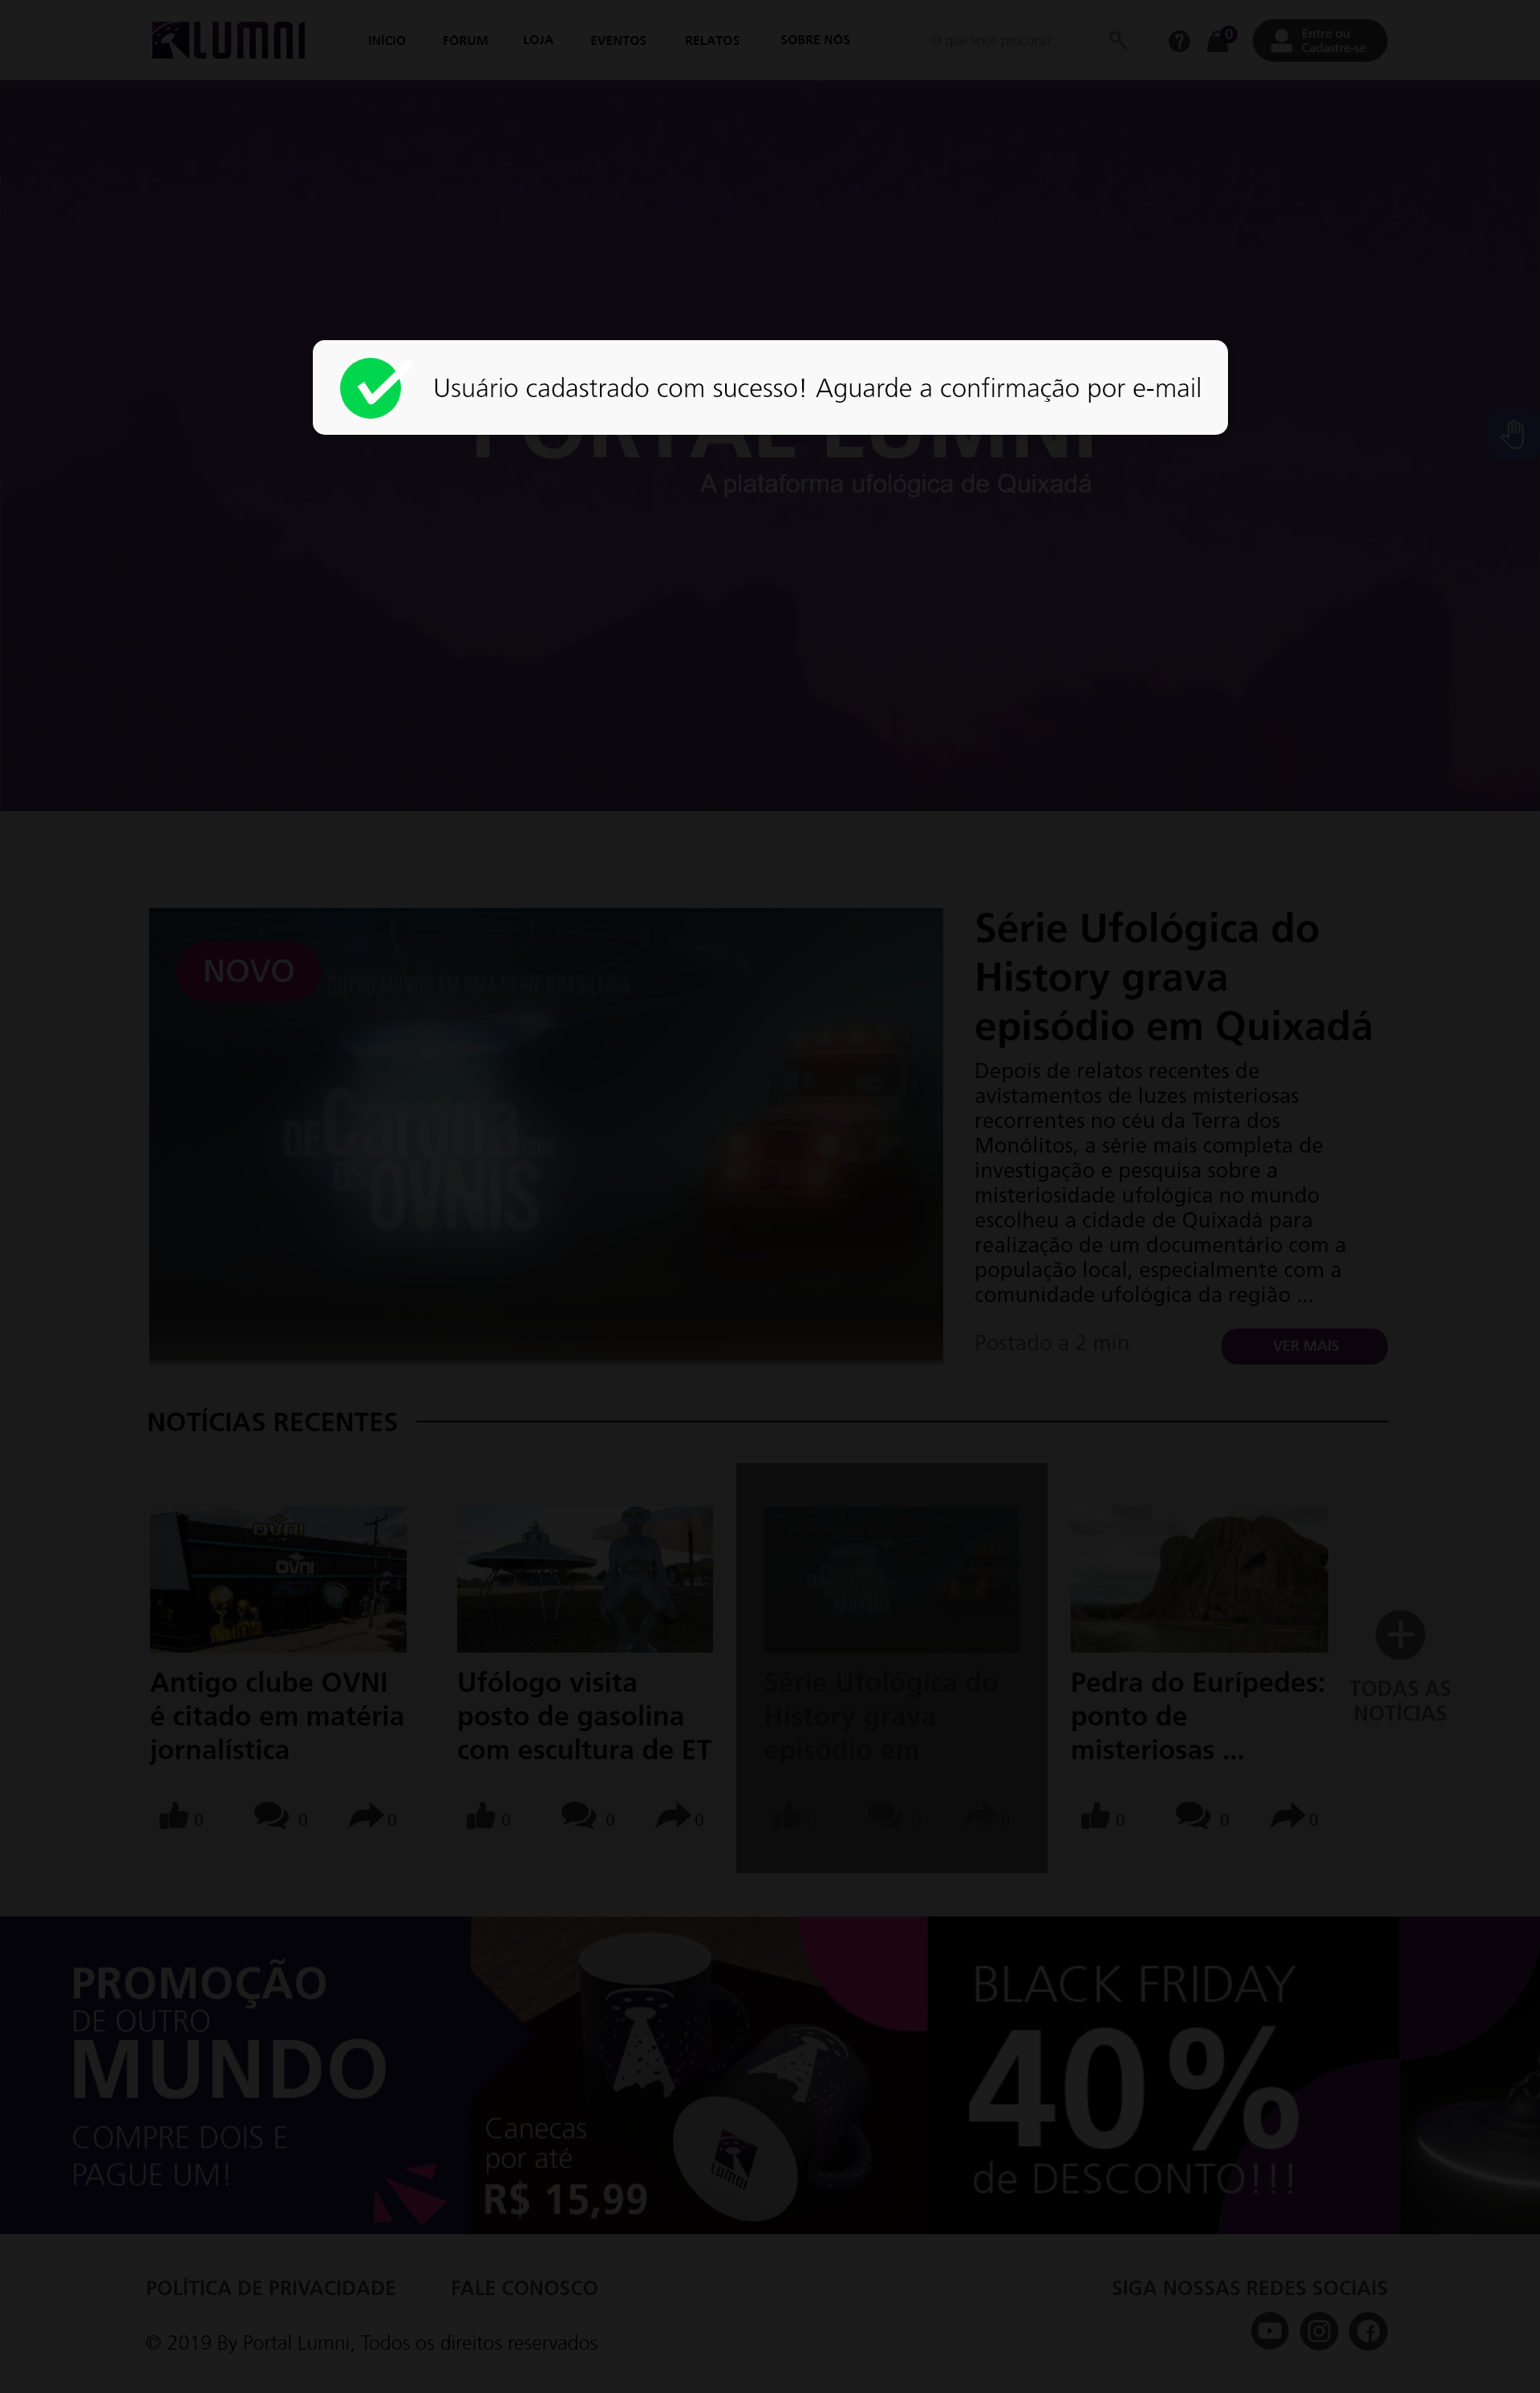 LUMNI
INÍCIO FÓRUM LOJA EVENTOS RELATOS SOBRE NÓS
O que você procura?
0
Entre ou
Cadastre-se
Usuário cadastrado com sucesso! Aguarde a confirmação por e-mail
PORTAL LUMNI
A plataforma ufológica de Quixadá
NOVO
OUTRO MUNDO EM UMA SÉRIE BRASILEIRA
DE Carona com
OS OVNIS
Série Ufológica do
History grava
episódio em Quixadá
Depois de relatos recentes de
avistamentos de luzes misteriosas
recorrentes no céu da Terra dos
Monólitos, a série mais completa de
investigação e pesquisa sobre a
misteriosidade ufológica no mundo
escolheu a cidade de Quixadá para
realização de um documentário com a
população local, especialmente com a
comunidade ufológica da região ...
Postado a 2 min
VER MAIS
NOTÍCIAS RECENTES
OVNI
OVNI
Antigo clube OVNI
é citado em matéria
jornalística
0 0 0
Ufólogo visita
posto de gasolina
com escultura de ET
0 0 0
DE Carona
OS OVNIS
Série Ufológica do
History grava
episódio em
0 0 0
Pedra do Eurípedes:
ponto de
misteriosas ...
0 0 0
TODAS AS
NOTÍCIAS
PROMOÇÃO
DE OUTRO
MUNDO
COMPRE DOIS E
PAGUE UM!
Canecas
por até
R$ 15,99
LUMNI
BLACK FRIDAY
40%
de DESCONTO!!!
POLÍTICA DE PRIVACIDADE FALE CONOSCO
SIGA NOSSAS REDES SOCIAIS
© 2019 By Portal Lumni, Todos os direitos reservados